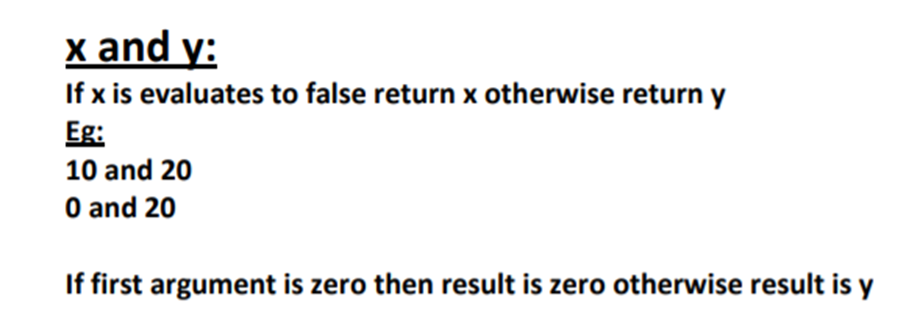 x and y:
If x is evaluates to false return x otherwise return y
Eg:
10 and 20
0 and 20
If first argument is zero then result is zero otherwise result is y